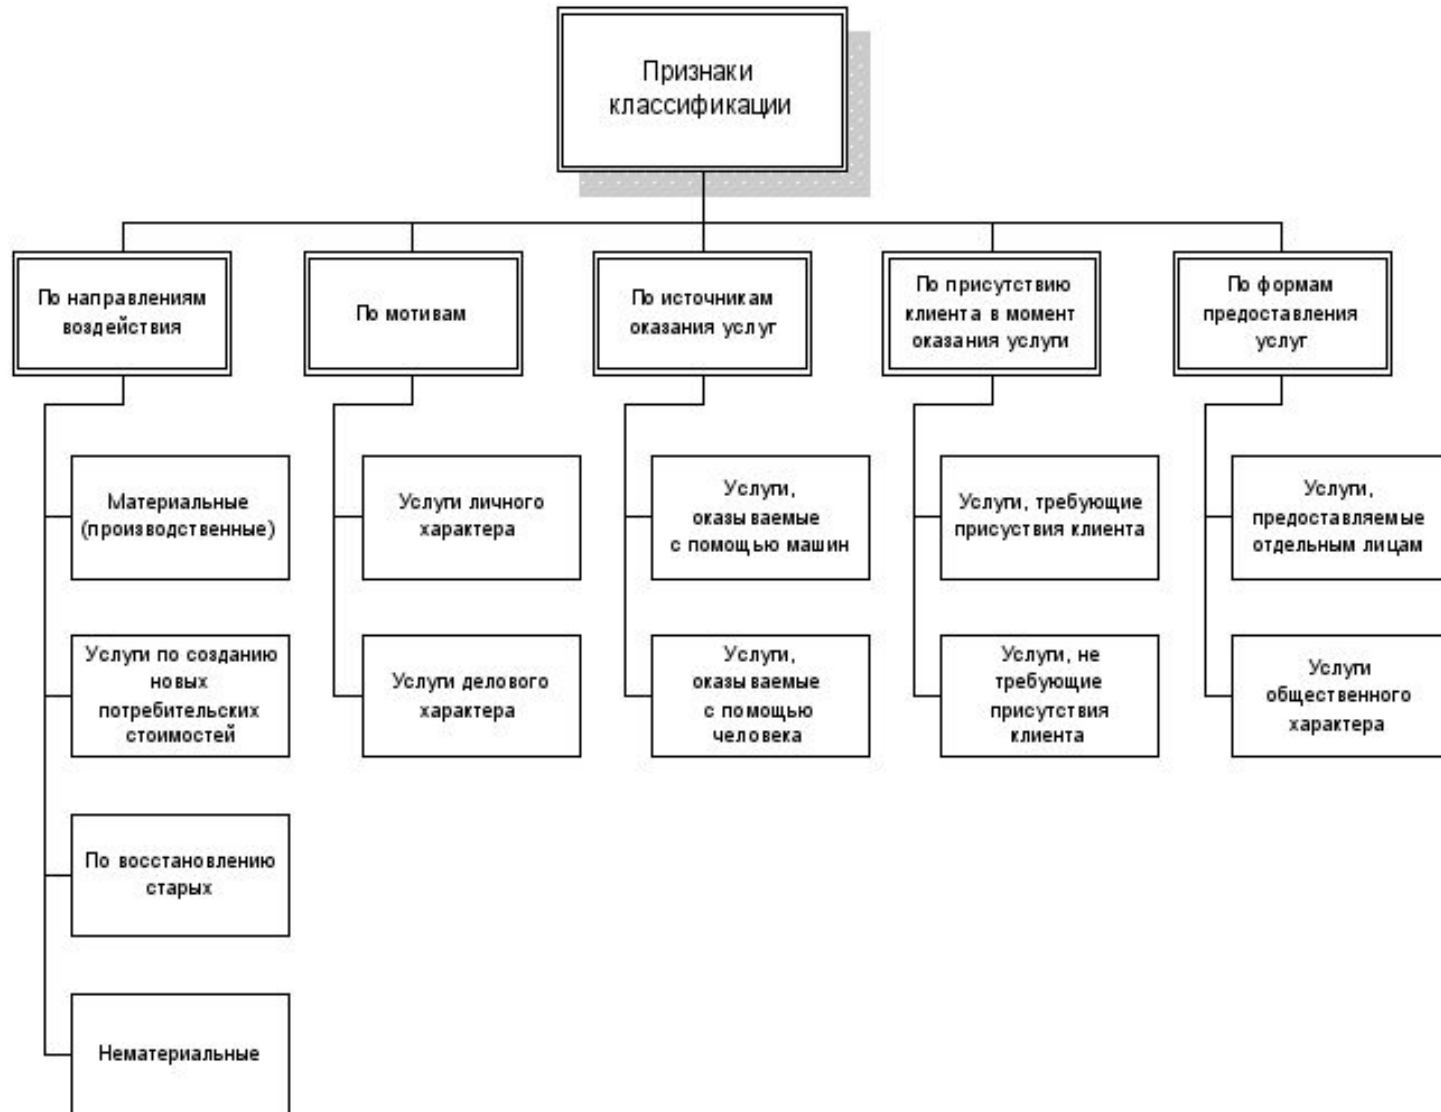 Признаки
классификации
По направлениям
воздействия
По мотивам
По источникам
оказания услуг
По присутствию
клиента в момент
оказания услуги
По формам
предоставления
услуг
Материальные
(производственные)
Услуги личного
характера
Услуги,
оказываемые
с помощью машин
Услуги, требующие
присуствия клиента
Услуги,
предоставляемые
отдельным лицам
Услуги по созданию
новых
потребительских
стоимостей
Услуги делового
характера
Услуги,
оказываемые
с помощью
человека
Услуги, не
требующие
присутствия
клиента
Услуги
общественного
характера
По восстановлению
старых
Нематериальные